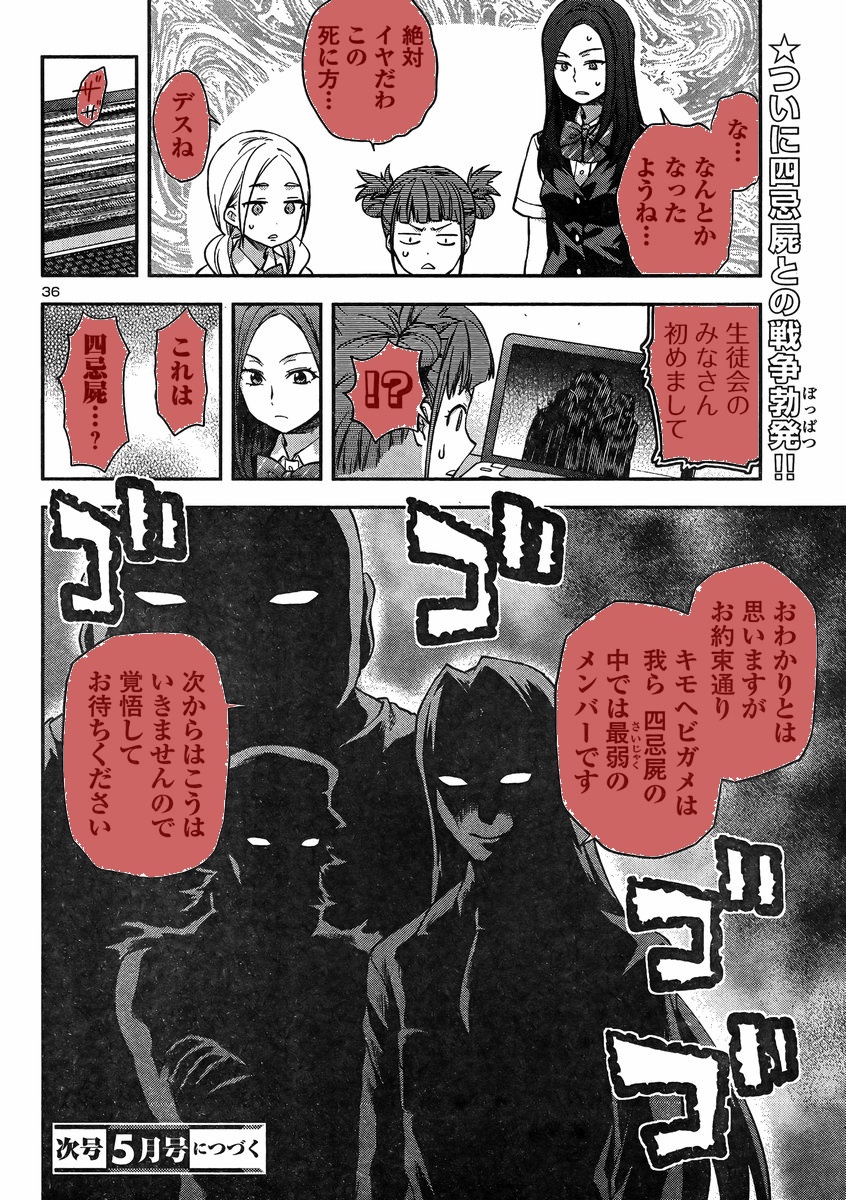 ★ついに四忌屍との戦争勃発!!
ぼっぱつ
な…
なんとか
なった
ようね…
絶対
イヤだわ
この
死に方…
デスね
ザザ
36
生徒会の
みなさん
初めまして
!?
これは
四忌屍…?
おわかりとは
思いますが
お約束通り
キモヘビガメは
我ら 四忌屍の
中では最弱の
さいじゃく
メンバーです
次からはこうは
いきませんので
覚悟して
お待ちください
ゴ
ゴ
ゴ
ゴ
ゴ
次号5月号につづく